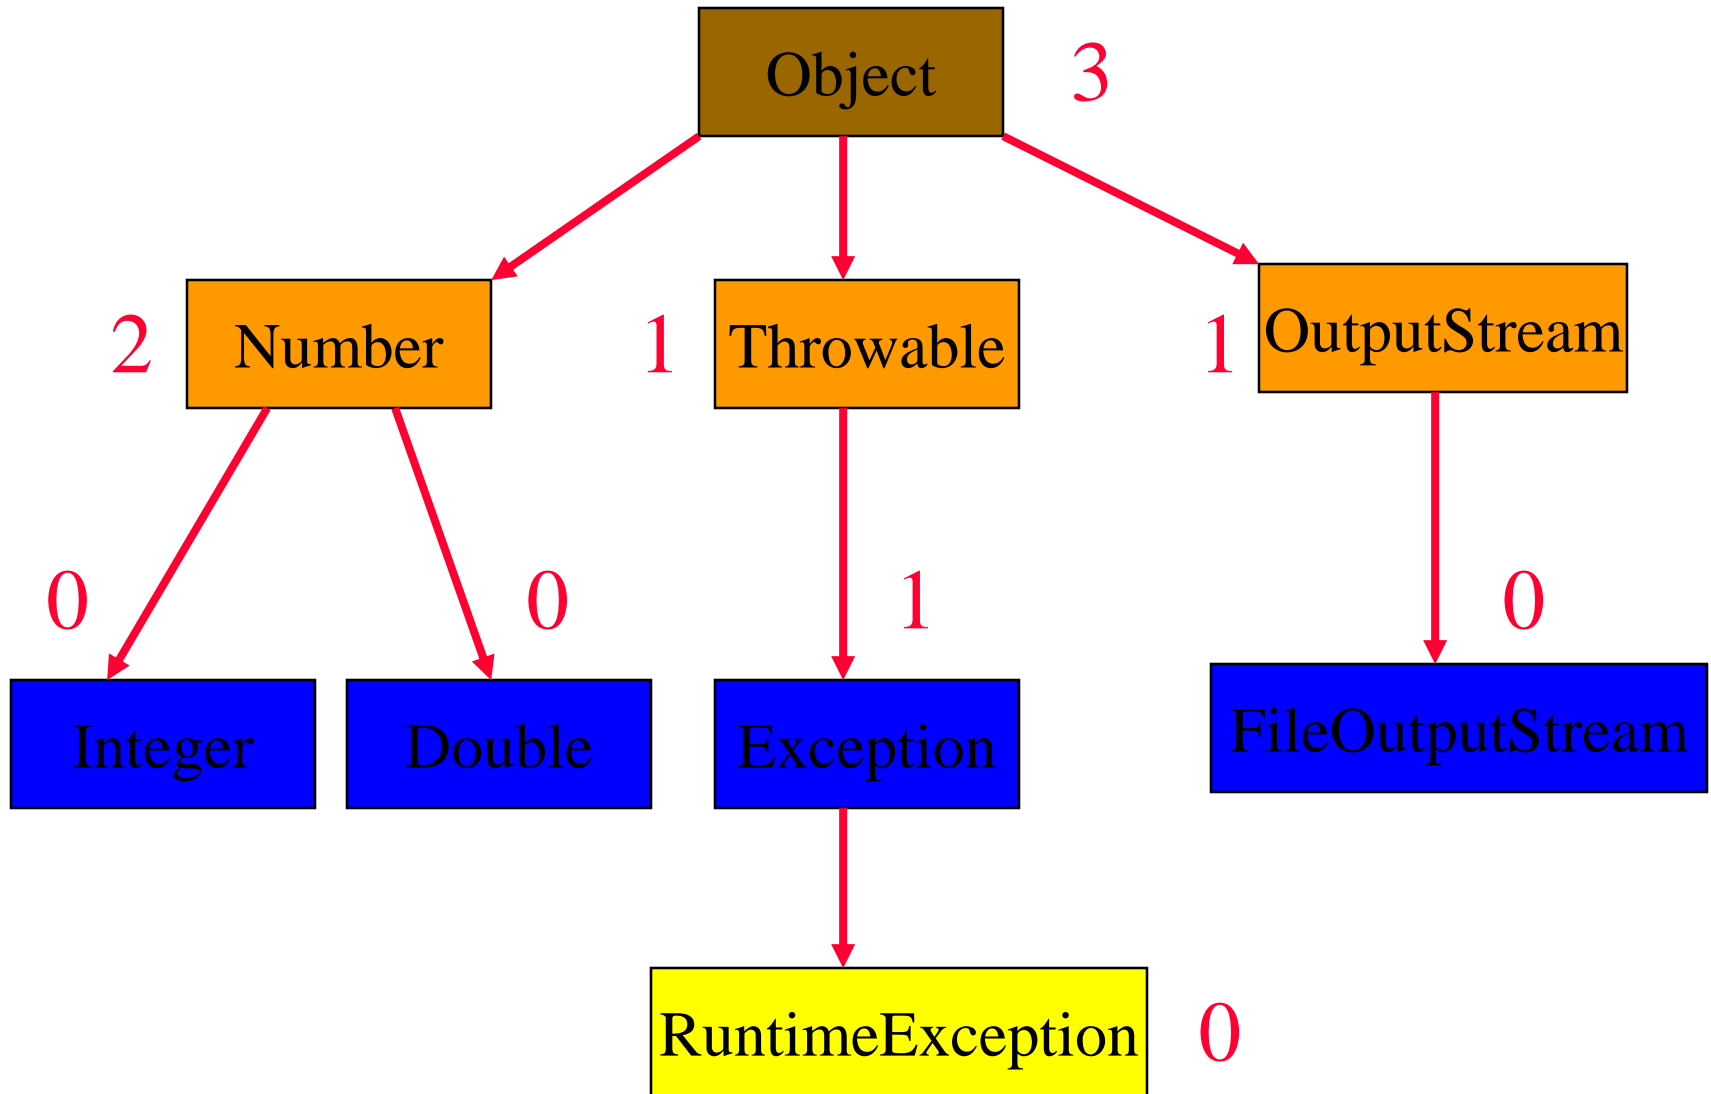 Object
3
2
Number
1
Throwable
1
OutputStream
0
0
1
0
Integer
Double
Exception
FileOutputStream
RuntimeException
0